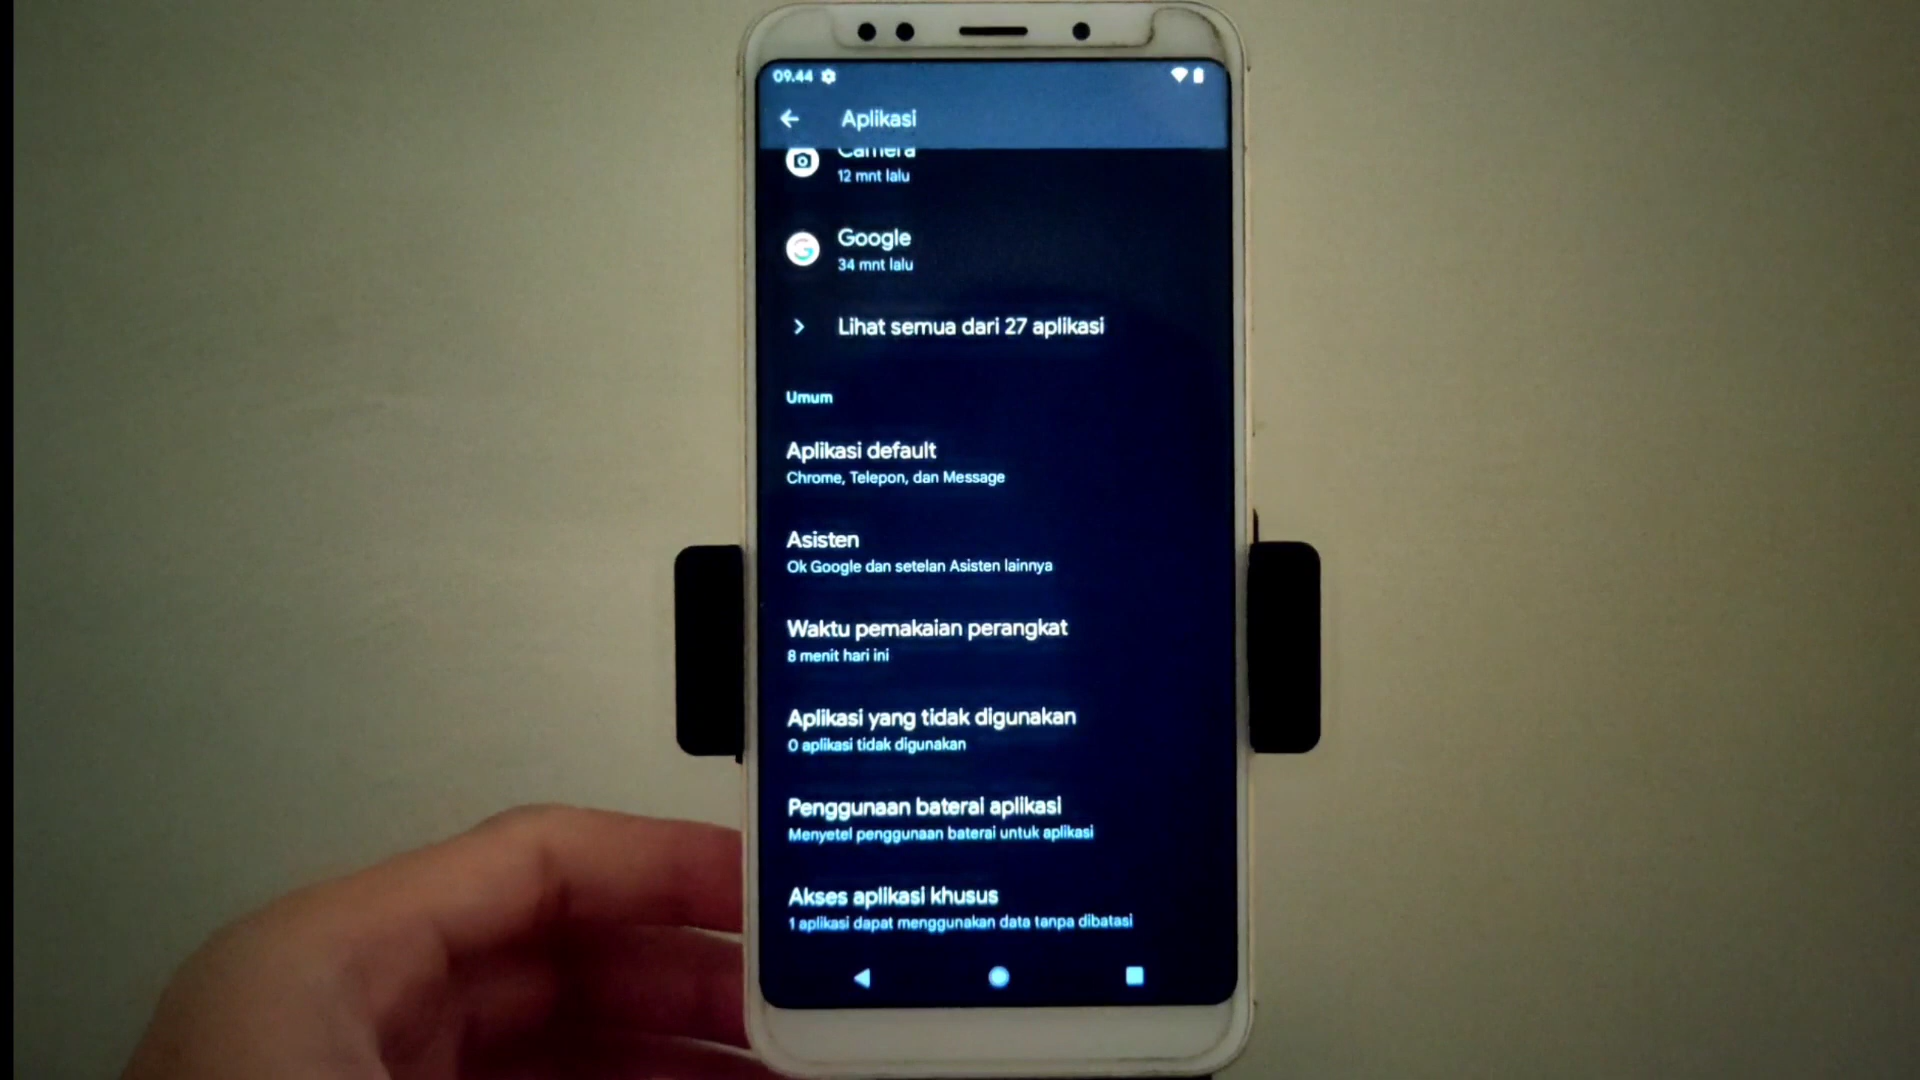 09.44
Aplikasi
Camera
12 mnt lalu
Google
34 mnt lalu
Lihat semua dari 27 aplikasi
Umum
Aplikasi default
Chrome, Telepon, dan Message
Asisten
Ok Google dan setelan Asisten lainnya
Waktu pemakaian perangkat
8 menit hari ini
Aplikasi yang tidak digunakan
0 aplikasi tidak digunakan
Penggunaan baterai aplikasi
Menyetel penggunaan baterai untuk aplikasi
Akses aplikasi khusus
1 aplikasi dapat menggunakan data tanpa dibatasi